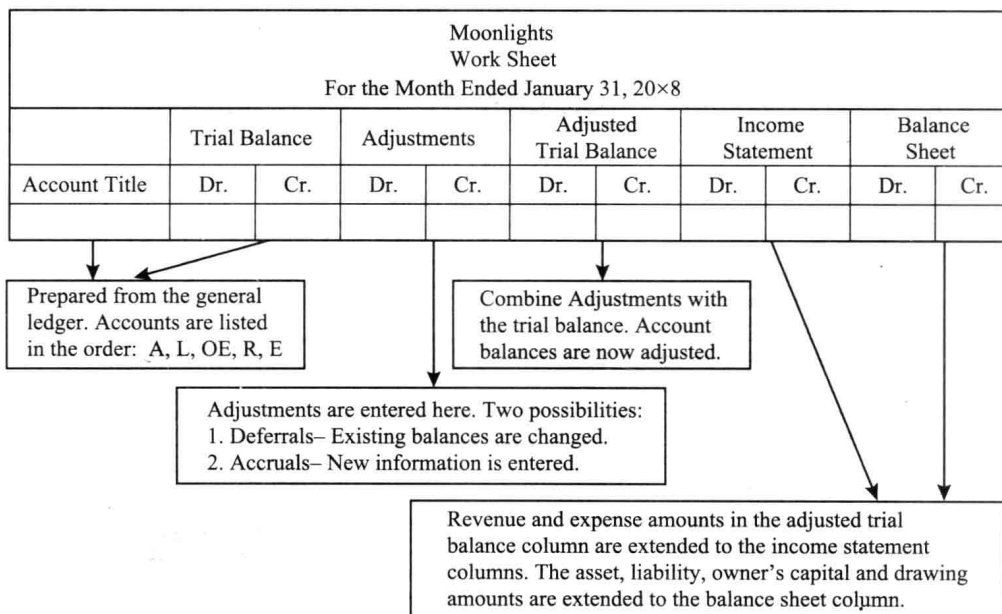 Moonlights
Work Sheet
For the Month Ended January 31, 20×8
Trial Balance
Adjustments
Adjusted
Trial Balance
Income
Statement
Balance
Sheet
Account Title Dr. Cr. Dr. Cr. Dr. Cr. Dr. Cr. Dr. Cr.
Prepared from the general
ledger. Accounts are listed
in the order: A, L, OE, R, E
Combine Adjustments with
the trial balance. Account
balances are now adjusted.
Adjustments are entered here. Two possibilities:
1. Deferrals– Existing balances are changed.
2. Accruals– New information is entered.
Revenue and expense amounts in the adjusted trial
balance column are extended to the income statement
columns. The asset, liability, owner's capital and drawing
amounts are extended to the balance sheet column.